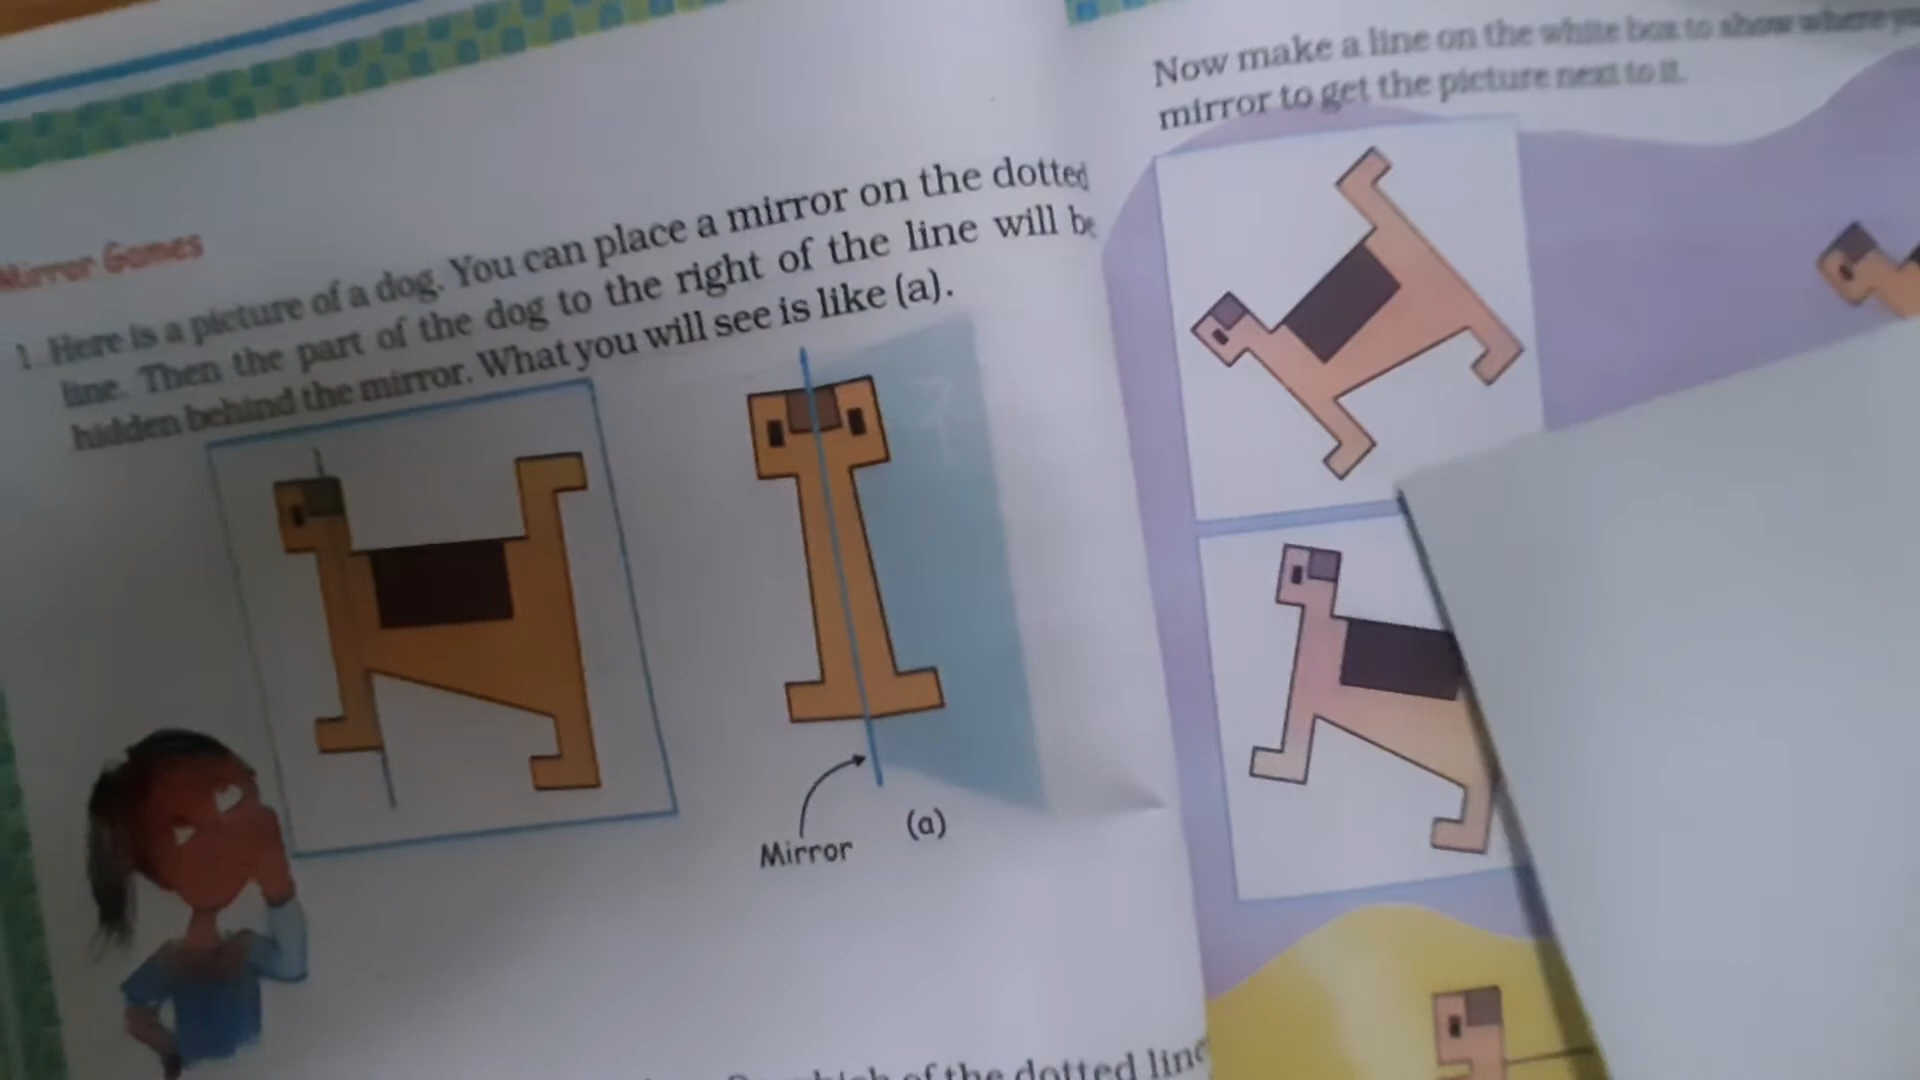 Mirror Games
1. Here is a picture of a dog. You can place a mirror on the dotted
line. Then the part of the dog to the right of the line will be
hidden behind the mirror. What you will see is like (a).
Mirror
(a)
of the dotted
Now make a line on the white box to show where
mirror to get the picture next to it.